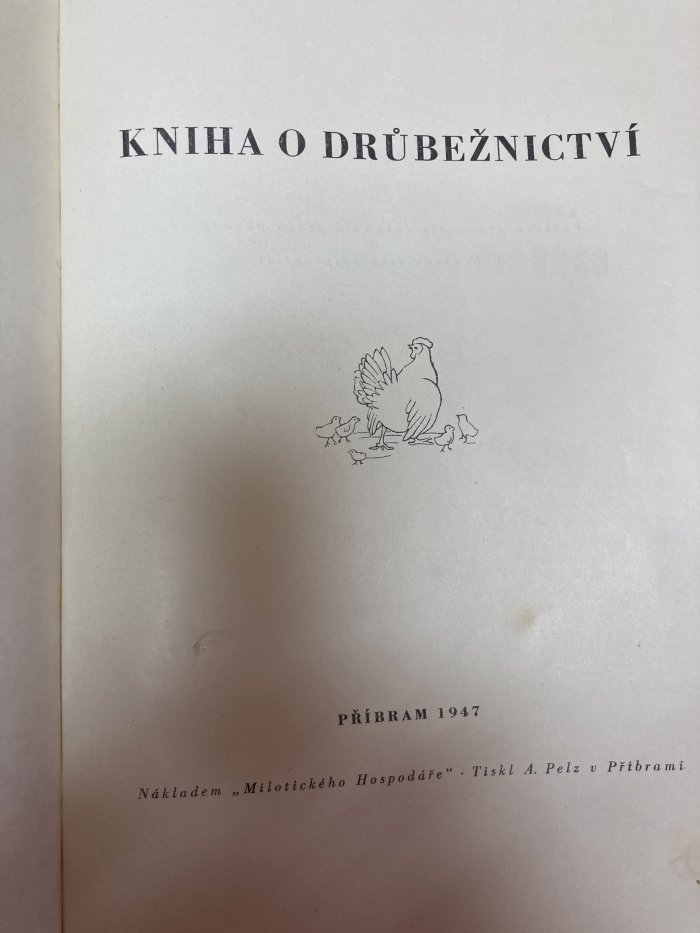 KNIHA O DRŮBEŽNICTVÍ
PŘÍBRAM 1947
Nákladem „Milotického Hospodáře“ - Tiskl A. Pelz v Příbrami